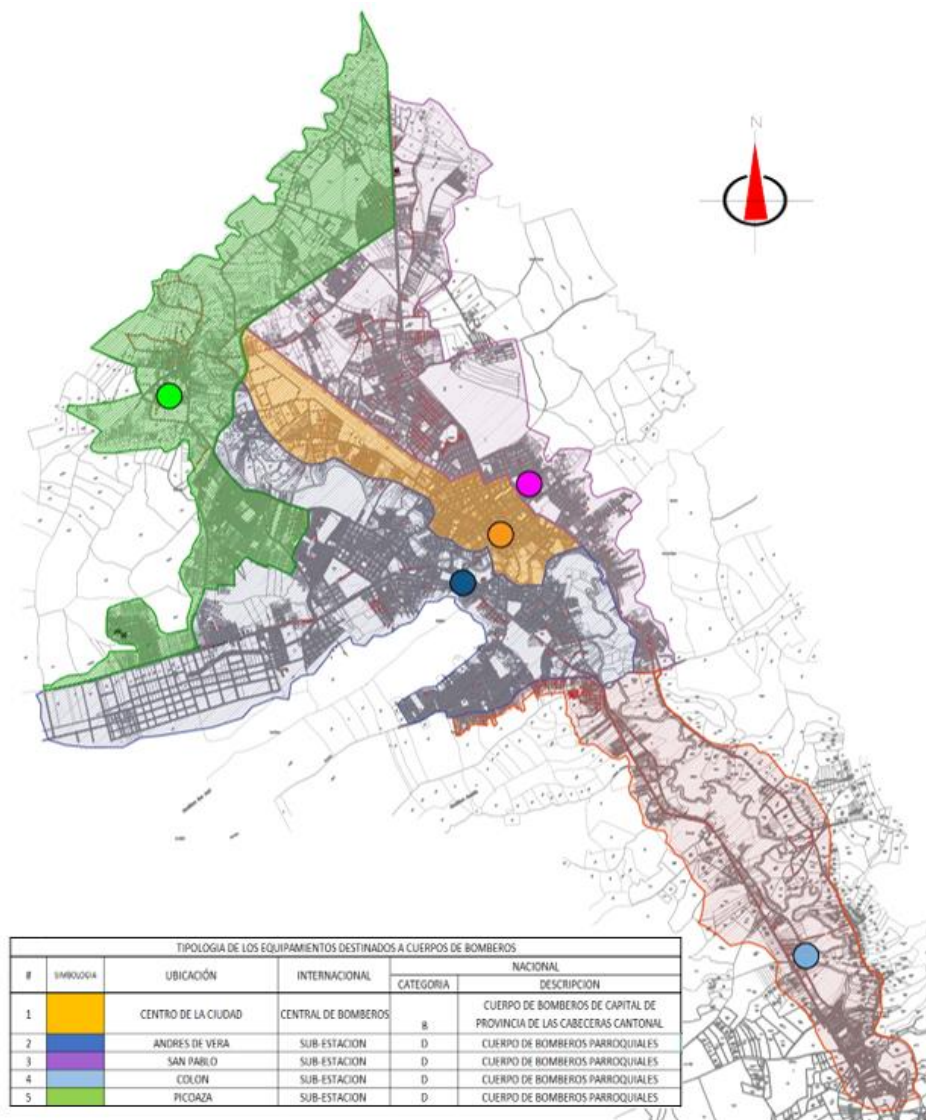 N
TIPOLOGIA DE LOS EQUIPAMIENTOS DESTINADOS A CUERPOS DE BOMBEROS
# SIMBOLOGIA UBICACIÓN INTERNACIONAL NACIONAL
CATEGORIA DESCRIPCION
1 CENTRO DE LA CIUDAD CENTRAL DE BOMBEROS B CUERPO DE BOMBEROS DE CAPITAL DE
PROVINCIA DE LAS CABECERAS CANTONAL
2 ANDRES DE VERA SUB-ESTACION D CUERPO DE BOMBEROS PARROQUIALES
3 SAN PABLO SUB-ESTACION D CUERPO DE BOMBEROS PARROQUIALES
4 COLON SUB-ESTACION D CUERPO DE BOMBEROS PARROQUIALES
5 PICOAZA SUB-ESTACION D CUERPO DE BOMBEROS PARROQUIALES